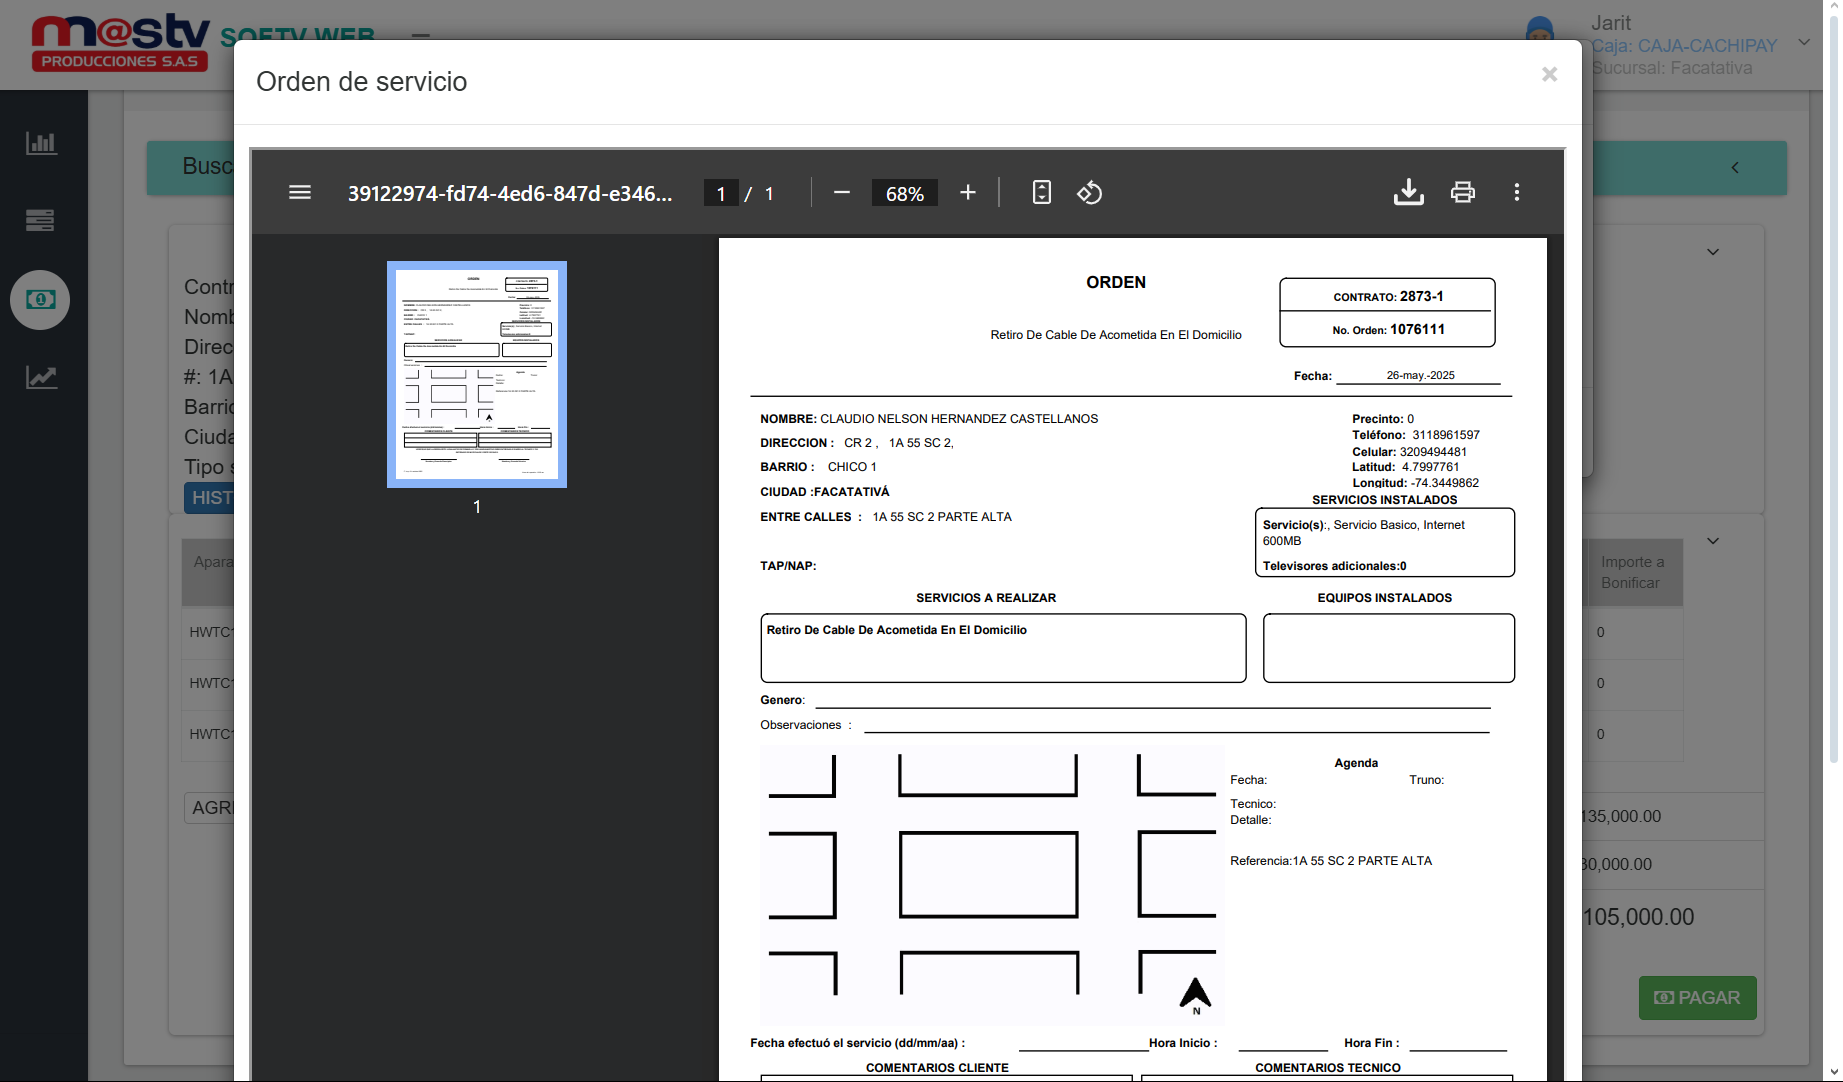 m@stv
PRODUCCIONES S.A.S
SOFTV WEB
Jarit
Caja: CAJA-CACHIPAY
Sucursal: Facatativa
Orden de servicio
×
39122974-fd74-4ed6-847d-e346...
1 / 1
68%
1
ORDEN
Retiro De Cable De Acometida En El Domicilio
CONTRATO: 2873-1
No. Orden: 1076111
Fecha: 26-may.-2025
NOMBRE: CLAUDIO NELSON HERNANDEZ CASTELLANOS
DIRECCION : CR 2 , 1A 55 SC 2,
BARRIO : CHICO 1
CIUDAD :FACATATIVÁ
ENTRE CALLES : 1A 55 SC 2 PARTE ALTA
TAP/NAP:
Precinto: 0
Teléfono: 3118961597
Celular: 3209494481
Latitud: 4.7997761
Longitud: -74.3449862
SERVICIOS INSTALADOS
Servicio(s):, Servicio Basico, Internet
600MB
Televisores adicionales:0
SERVICIOS A REALIZAR
Retiro De Cable De Acometida En El Domicilio
EQUIPOS INSTALADOS
Genero:
Observaciones :
Agenda
Fecha: Truno:
Tecnico:
Detalle:
Referencia:1A 55 SC 2 PARTE ALTA
N
Fecha efectuó el servicio (dd/mm/aa) : Hora Inicio : Hora Fin :
COMENTARIOS CLIENTE COMENTARIOS TECNICO
Busc
Contr
Nomb
Direc
#: 1A
Barrio
Ciuda
Tipo s
HIST
Apara
HWTC1
HWTC1
HWTC1
AGRE
Importe a
Bonificar
0
0
0
135,000.00
30,000.00
105,000.00
PAGAR